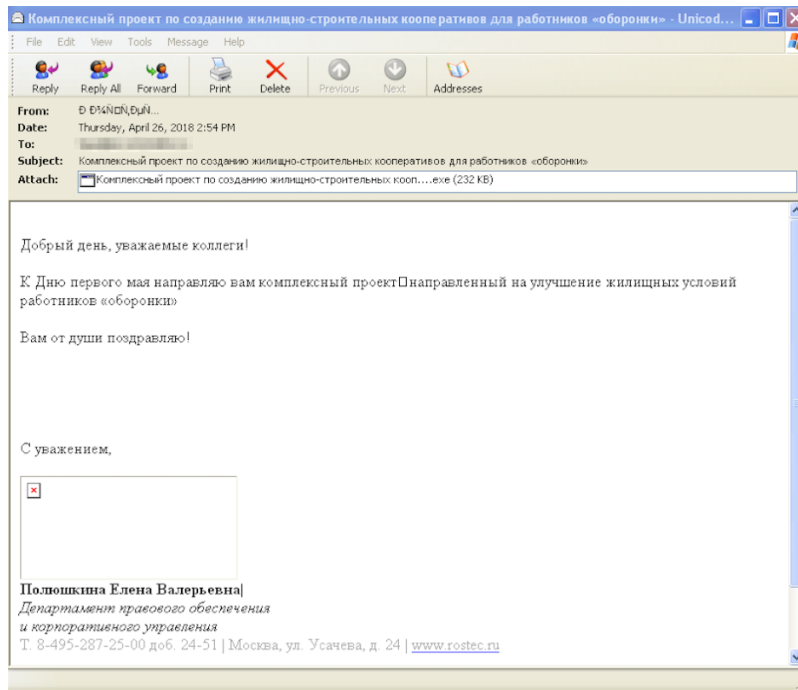 Комплексный проект по созданию жилищно-строительных кооперативов для работников «оборонки» - Unicod...
File Edit View Tools Message Help
Reply Reply All Forward Print Delete Previous Next Addresses
From: Ð Ð¾ÑÑ‚ÐµÑ...
Date: Thursday, April 26, 2018 2:54 PM
To:
Subject: Комплексный проект по созданию жилищно-строительных кооперативов для работников «оборонки»
Attach: Комплексный проект по созданию жилищно-строительных кооп....exe (232 KB)
Добрый день, уважаемые коллеги!
К Дню первого мая направляю вам комплексный проект□направленный на улучшение жилищных условий
работников «оборонки»
Вам от души поздравляю!
С уважением,
Полюшкина Елена Валерьевна
Департамент правового обеспечения
и корпоративного управления
Т. 8-495-287-25-00 доб. 24-51 | Москва, ул. Усачева, д. 24 | www.rostec.ru